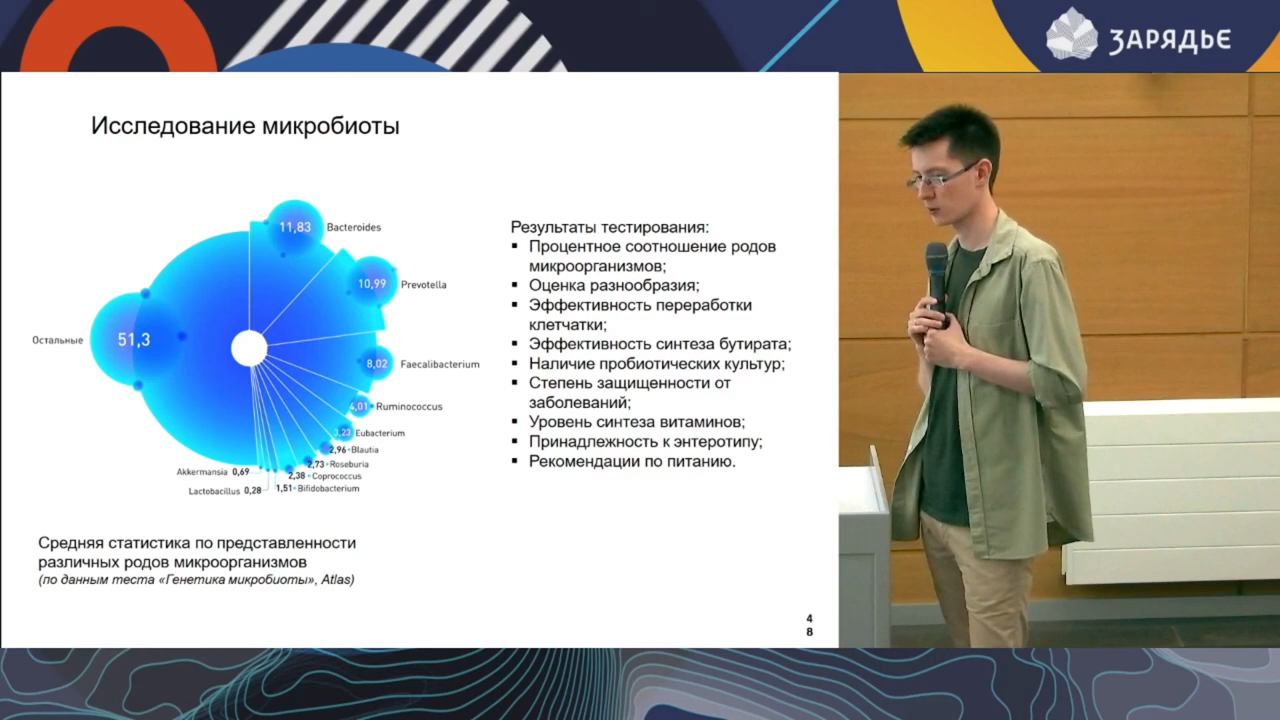 ЗАРЯДЬЕ
Исследование микробиоты
11,83 Bacteroides
10,99 Prevotella
Остальные 51,3
8,02 Faecalibacterium
4,01 Ruminococcus
3,23 Eubacterium
2,96 Blautia
2,73 Roseburia
2,38 Coprococcus
1,51 Bifidobacterium
Akkermansia 0,69
Lactobacillus 0,28
Средняя статистика по представленности
различных родов микроорганизмов
(по данным теста «Генетика микробиоты», Atlas)
Результаты тестирования:
▪ Процентное соотношение родов
микроорганизмов;
▪ Оценка разнообразия;
▪ Эффективность переработки
клетчатки;
▪ Эффективность синтеза бутирата;
▪ Наличие пробиотических культур;
▪ Степень защищенности от
заболеваний;
▪ Уровень синтеза витаминов;
▪ Принадлежность к энтеротипу;
▪ Рекомендации по питанию.
4
8